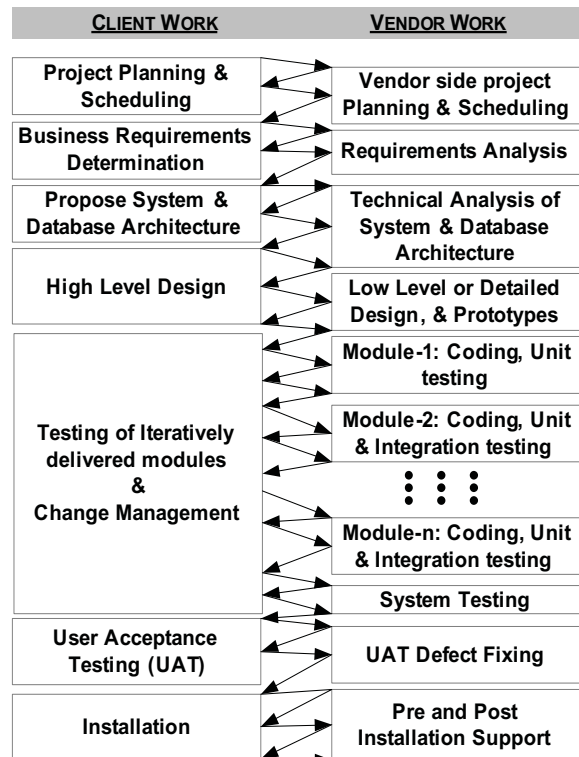 CLIENT WORK
VENDOR WORK
Project Planning &
Scheduling
Vendor side project
Planning & Scheduling
Business Requirements
Determination
Requirements Analysis
Propose System &
Database Architecture
Technical Analysis of
System & Database
Architecture
High Level Design
Low Level or Detailed
Design, & Prototypes
Testing of Iteratively
delivered modules
&
Change Management
Module-1: Coding, Unit
testing
Module-2: Coding, Unit
& Integration testing
Module-n: Coding, Unit
& Integration testing
System Testing
User Acceptance
Testing (UAT)
UAT Defect Fixing
Installation
Pre and Post
Installation Support